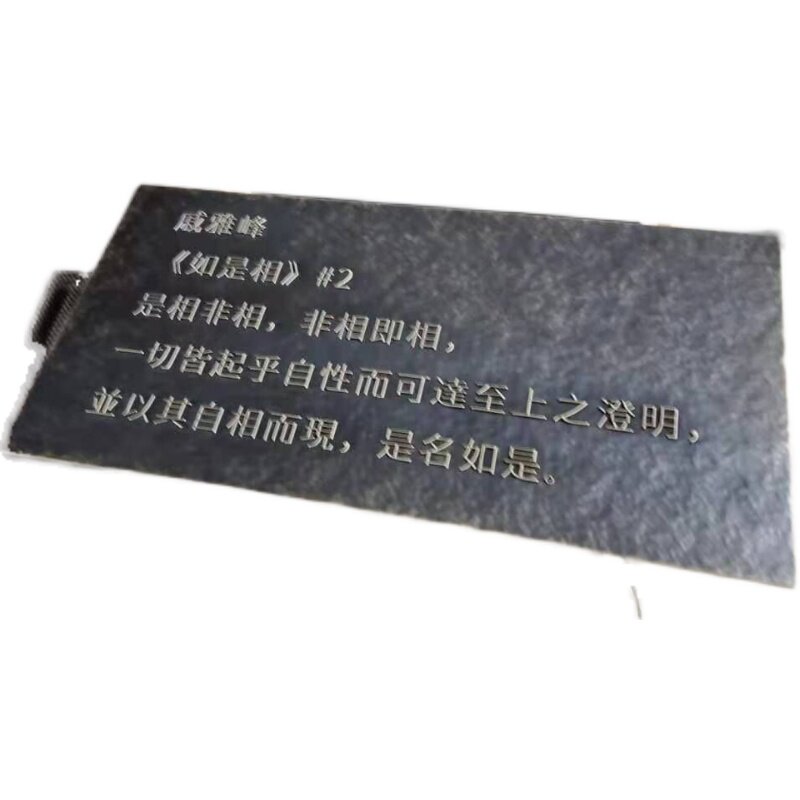 戚雅峰
《如是相》#2
是相非相，非相即相，
一切皆起乎自性而可達至上之澄明，
並以其自相而現，是名如是。